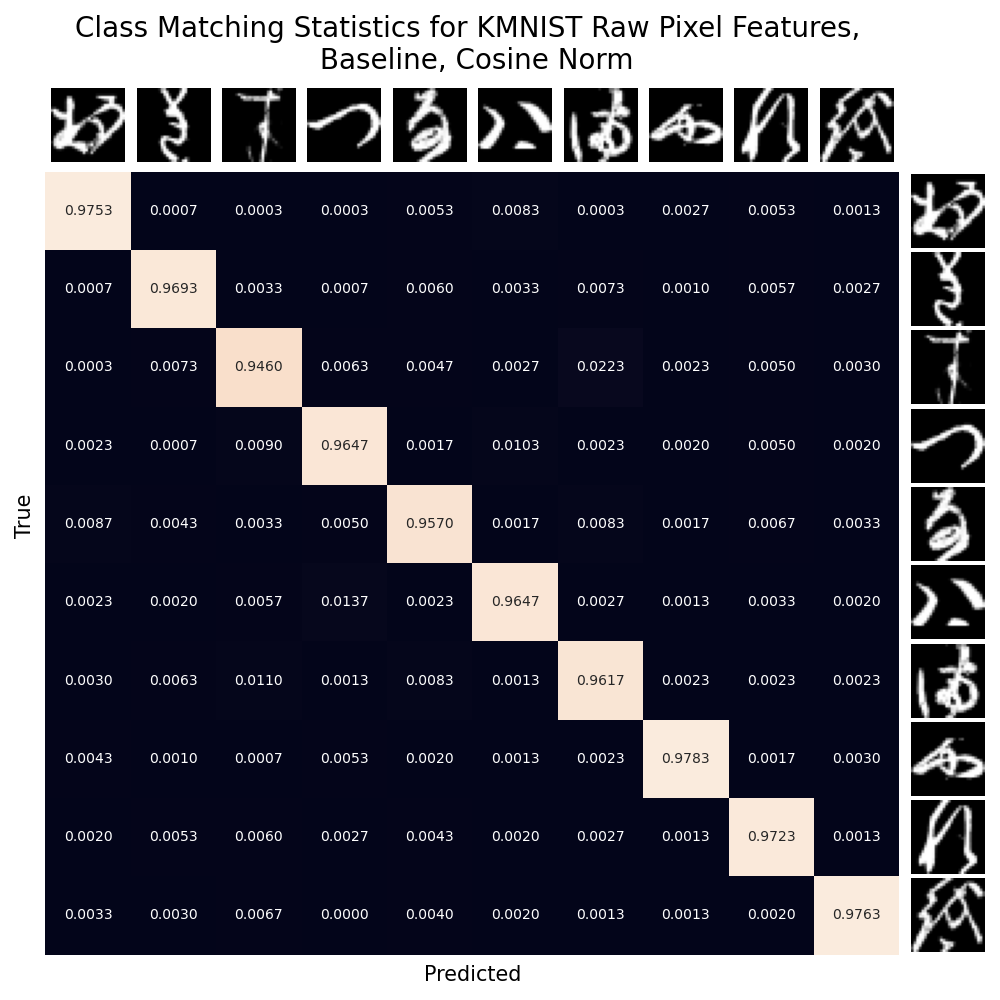 Class Matching Statistics for KMNIST Raw Pixel Features,
Baseline, Cosine Norm
0.9753 0.0007 0.0003 0.0003 0.0053 0.0083 0.0003 0.0027 0.0053 0.0013
0.0007 0.9693 0.0033 0.0007 0.0060 0.0033 0.0073 0.0010 0.0057 0.0027
0.0003 0.0073 0.9460 0.0063 0.0047 0.0027 0.0223 0.0023 0.0050 0.0030
0.0023 0.0007 0.0090 0.9647 0.0017 0.0103 0.0023 0.0020 0.0050 0.0020
0.0087 0.0043 0.0033 0.0050 0.9570 0.0017 0.0083 0.0017 0.0067 0.0033
0.0023 0.0020 0.0057 0.0137 0.0023 0.9647 0.0027 0.0013 0.0033 0.0020
0.0030 0.0063 0.0110 0.0013 0.0083 0.0013 0.9617 0.0023 0.0023 0.0023
0.0043 0.0010 0.0007 0.0053 0.0020 0.0013 0.0023 0.9783 0.0017 0.0030
0.0020 0.0053 0.0060 0.0027 0.0043 0.0020 0.0027 0.0013 0.9723 0.0013
0.0033 0.0030 0.0067 0.0000 0.0040 0.0020 0.0013 0.0013 0.0020 0.9763
True
Predicted